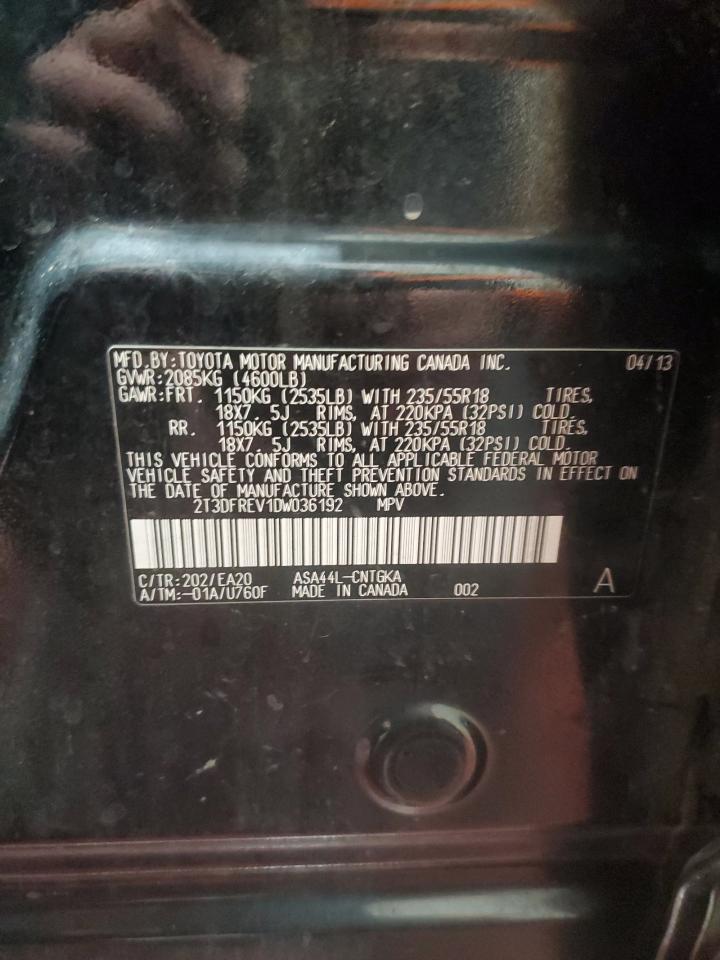 MFD.BY:TOYOTA MOTOR MANUFACTURING CANADA INC. 04/13
GVWR:2085KG (4600LB)
GAWR:FRT. 1150KG (2535LB) WITH 235/55R18 TIRES,
18X7. 5J RIMS, AT 220KPA (32PSI) COLD.
RR. 1150KG (2535LB) WITH 235/55R18 TIRES,
18X7. 5J RIMS, AT 220KPA (32PSI) COLD.
THIS VEHICLE CONFORMS TO ALL APPLICABLE FEDERAL MOTOR
VEHICLE SAFETY AND THEFT PREVENTION STANDARDS IN EFFECT ON
THE DATE OF MANUFACTURE SHOWN ABOVE.
2T3DFREV1DW036192 MPV
C/TR:202/EA20 ASA44L-CNTGKA
A/TM:-01A/U760F MADE IN CANADA 002 A